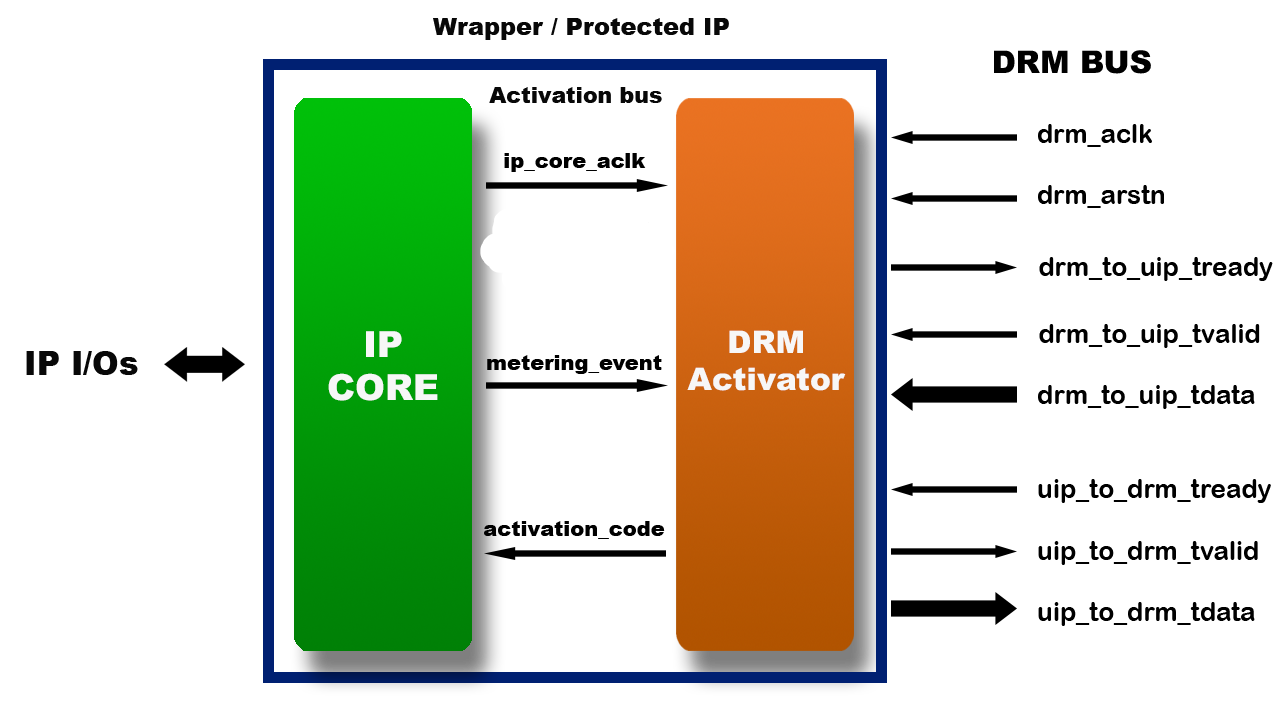 Wrapper / Protected IP
DRM BUS
Activation bus
ip_core_aclk
metering_event
activation_code
IP
CORE
DRM
Activator
IP I/Os
drm_aclk
drm_arstn
drm_to_uip_tready
drm_to_uip_tvalid
drm_to_uip_tdata
uip_to_drm_tready
uip_to_drm_tvalid
uip_to_drm_tdata